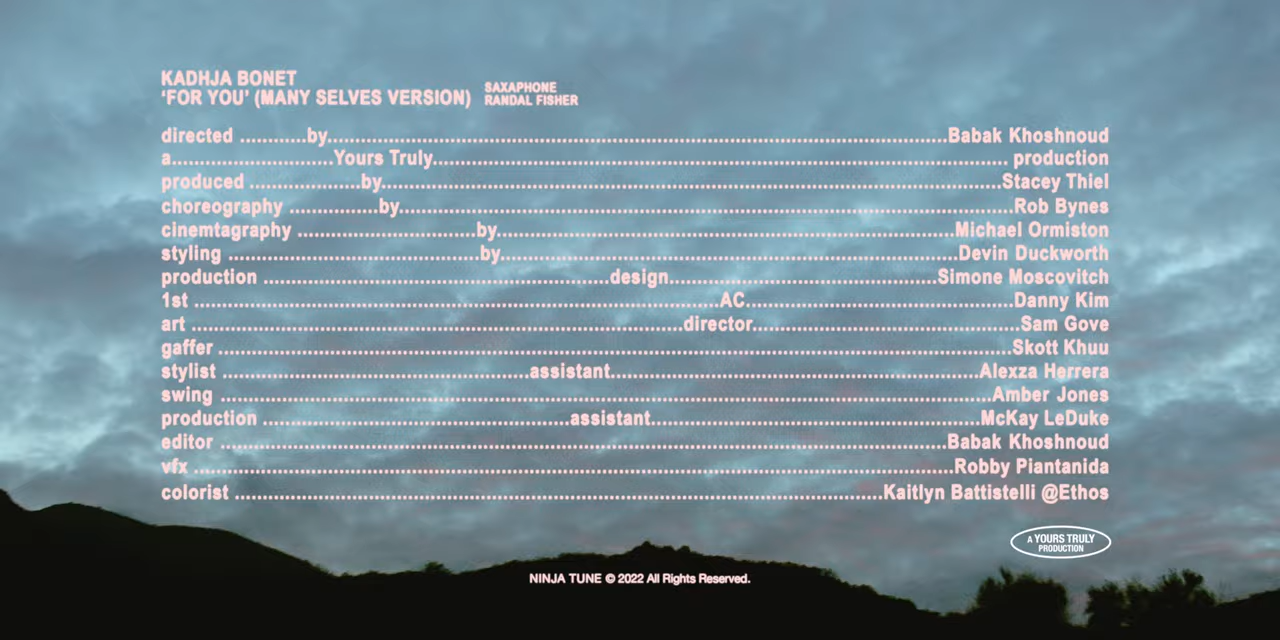 KADHJA BONET
‘FOR YOU’ (MANY SELVES VERSION)
SAXAPHONE
RANDAL FISHER
directed ............by..............................................................................................................Babak Khoshnoud
a.............................Yours Truly...................................................................................................... production
produced ....................by.............................................................................................................Stacey Thiel
choreography ................by.............................................................................................................Rob Bynes
cinemtagraphy ................................by.................................................................................Michael Ormiston
styling .............................................by.................................................................................Devin Duckworth
production .............................................................design................................................Simone Moscovitch
1st .............................................................................................AC................................................Danny Kim
art .......................................................................................director................................................Sam Gove
gaffer ..............................................................................................................................................Skott Khuu
stylist ......................................................assistant.................................................................Alexza Herrera
swing ...........................................................................................................................................Amber Jones
production ......................................................assistant...........................................................McKay LeDuke
editor ..................................................................................................................................Babak Khoshnoud
vfx ........................................................................................................................................Robby Piantanida
colorist ....................................................................................................................Kaitlyn Battistelli @Ethos
A YOURS TRULY
PRODUCTION
NINJA TUNE © 2022 All Rights Reserved.